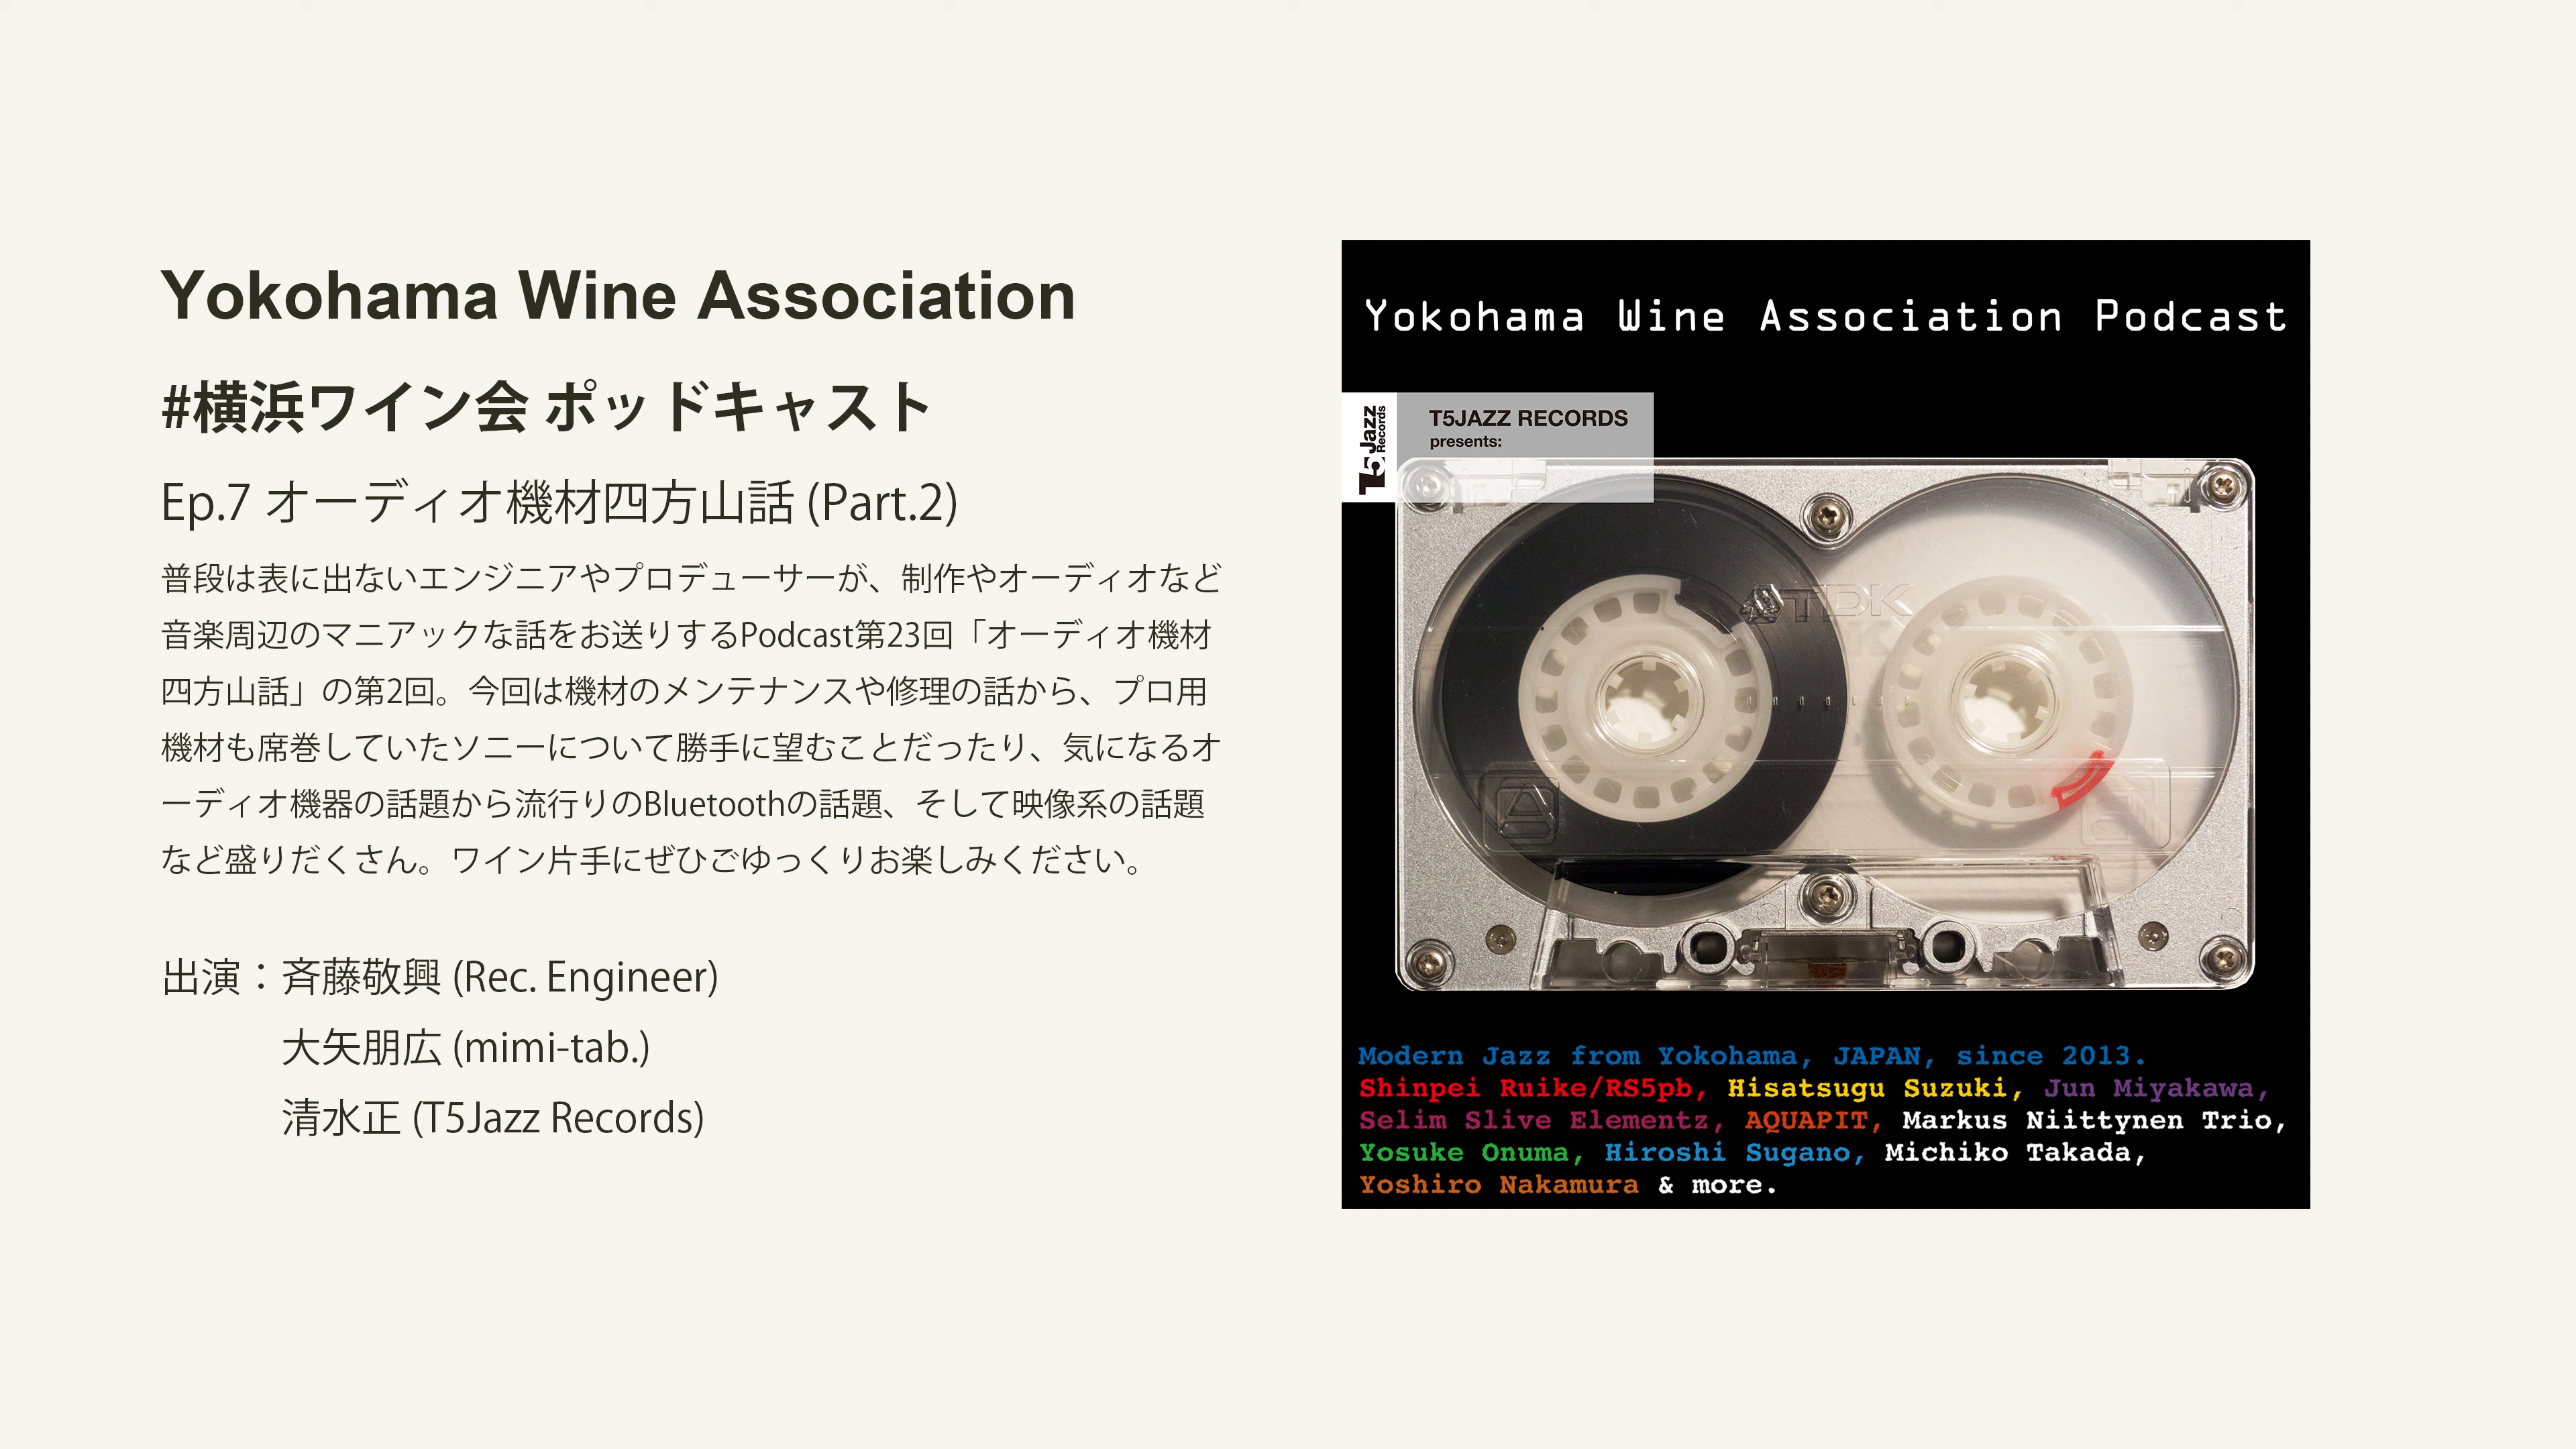 Yokohama Wine Association
#横浜ワイン会 ポッドキャスト
Ep.7 オーディオ機材四方山話 (Part.2)
普段は表に出ないエンジニアやプロデューサーが、制作やオーディオなど
音楽周辺のマニアックな話をお送りするPodcast第23回「オーディオ機材
四方山話」の第2回。今回は機材のメンテナンスや修理の話から、プロ用
機材も席巻していたソニーについて勝手に望むことだったり、気になるオ
ーディオ機器の話題から流行りのBluetoothの話題、そして映像系の話題
など盛りだくさん。ワイン片手にぜひごゆっくりお楽しみください。
出演：斉藤敬興 (Rec. Engineer)
大矢朋広 (mimi-tab.)
清水正 (T5Jazz Records)
Yokohama Wine Association Podcast
T5Jazz Records
T5JAZZ RECORDS
presents:
TDK
A
Modern Jazz from Yokohama, JAPAN, since 2013.
Shinpei Ruike/RS5pb, Hisatsugu Suzuki, Jun Miyakawa,
Selim Slive Elementz, AQUAPIT, Markus Niittynen Trio,
Yosuke Onuma, Hiroshi Sugano, Michiko Takada,
Yoshiro Nakamura & more.